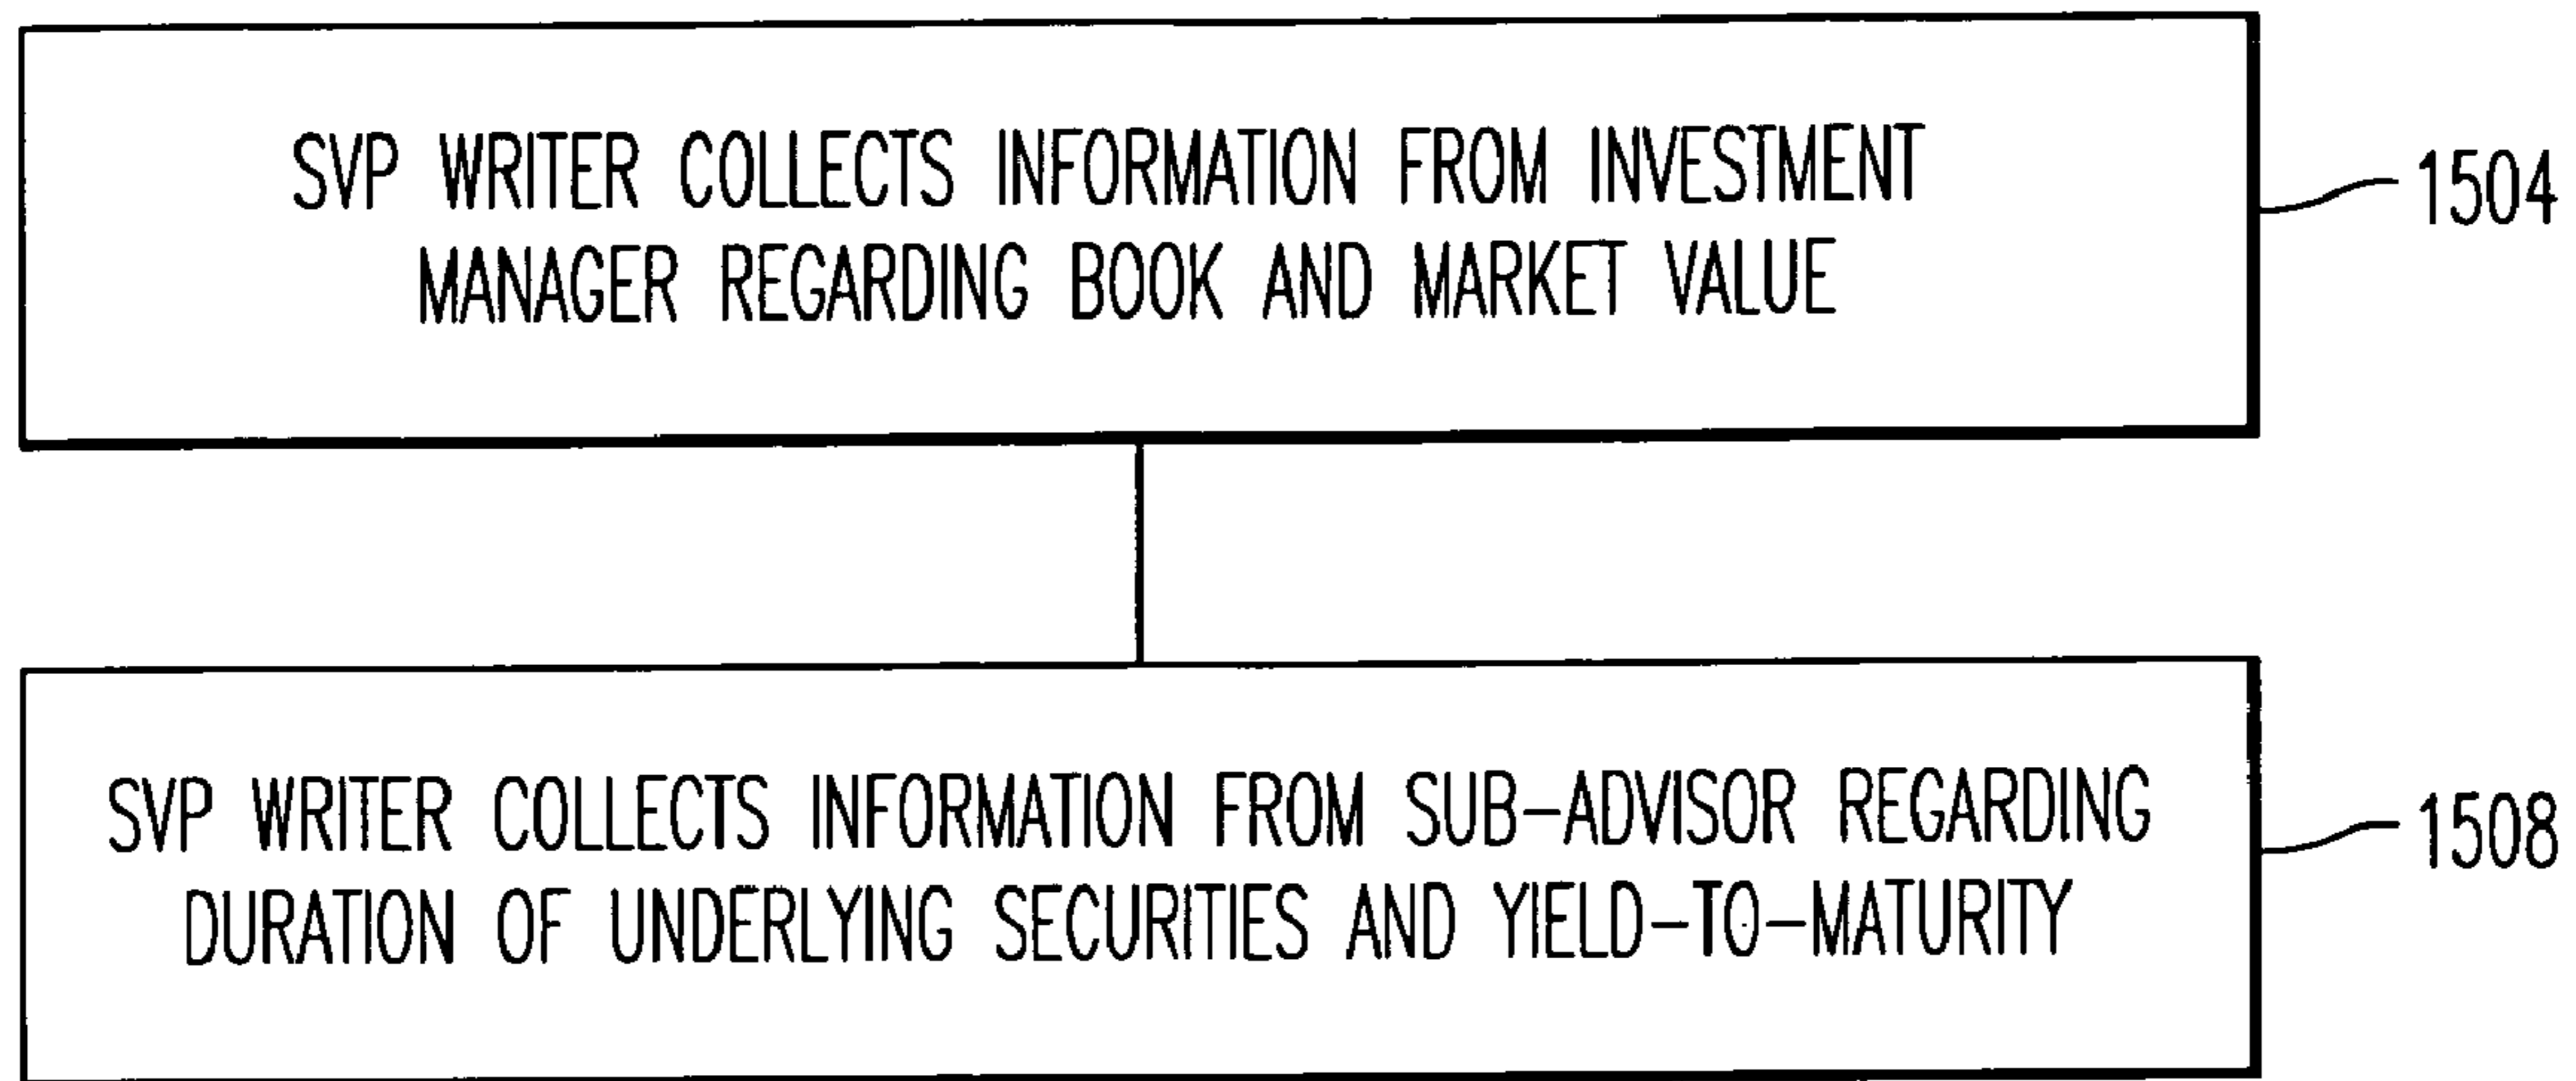 SVP WRITER COLLECTS INFORMATION FROM INVESTMENT
MANAGER REGARDING BOOK AND MARKET VALUE
1504
SVP WRITER COLLECTS INFORMATION FROM SUB-ADVISOR REGARDING
DURATION OF UNDERLYING SECURITIES AND YIELD-TO-MATURITY
1508